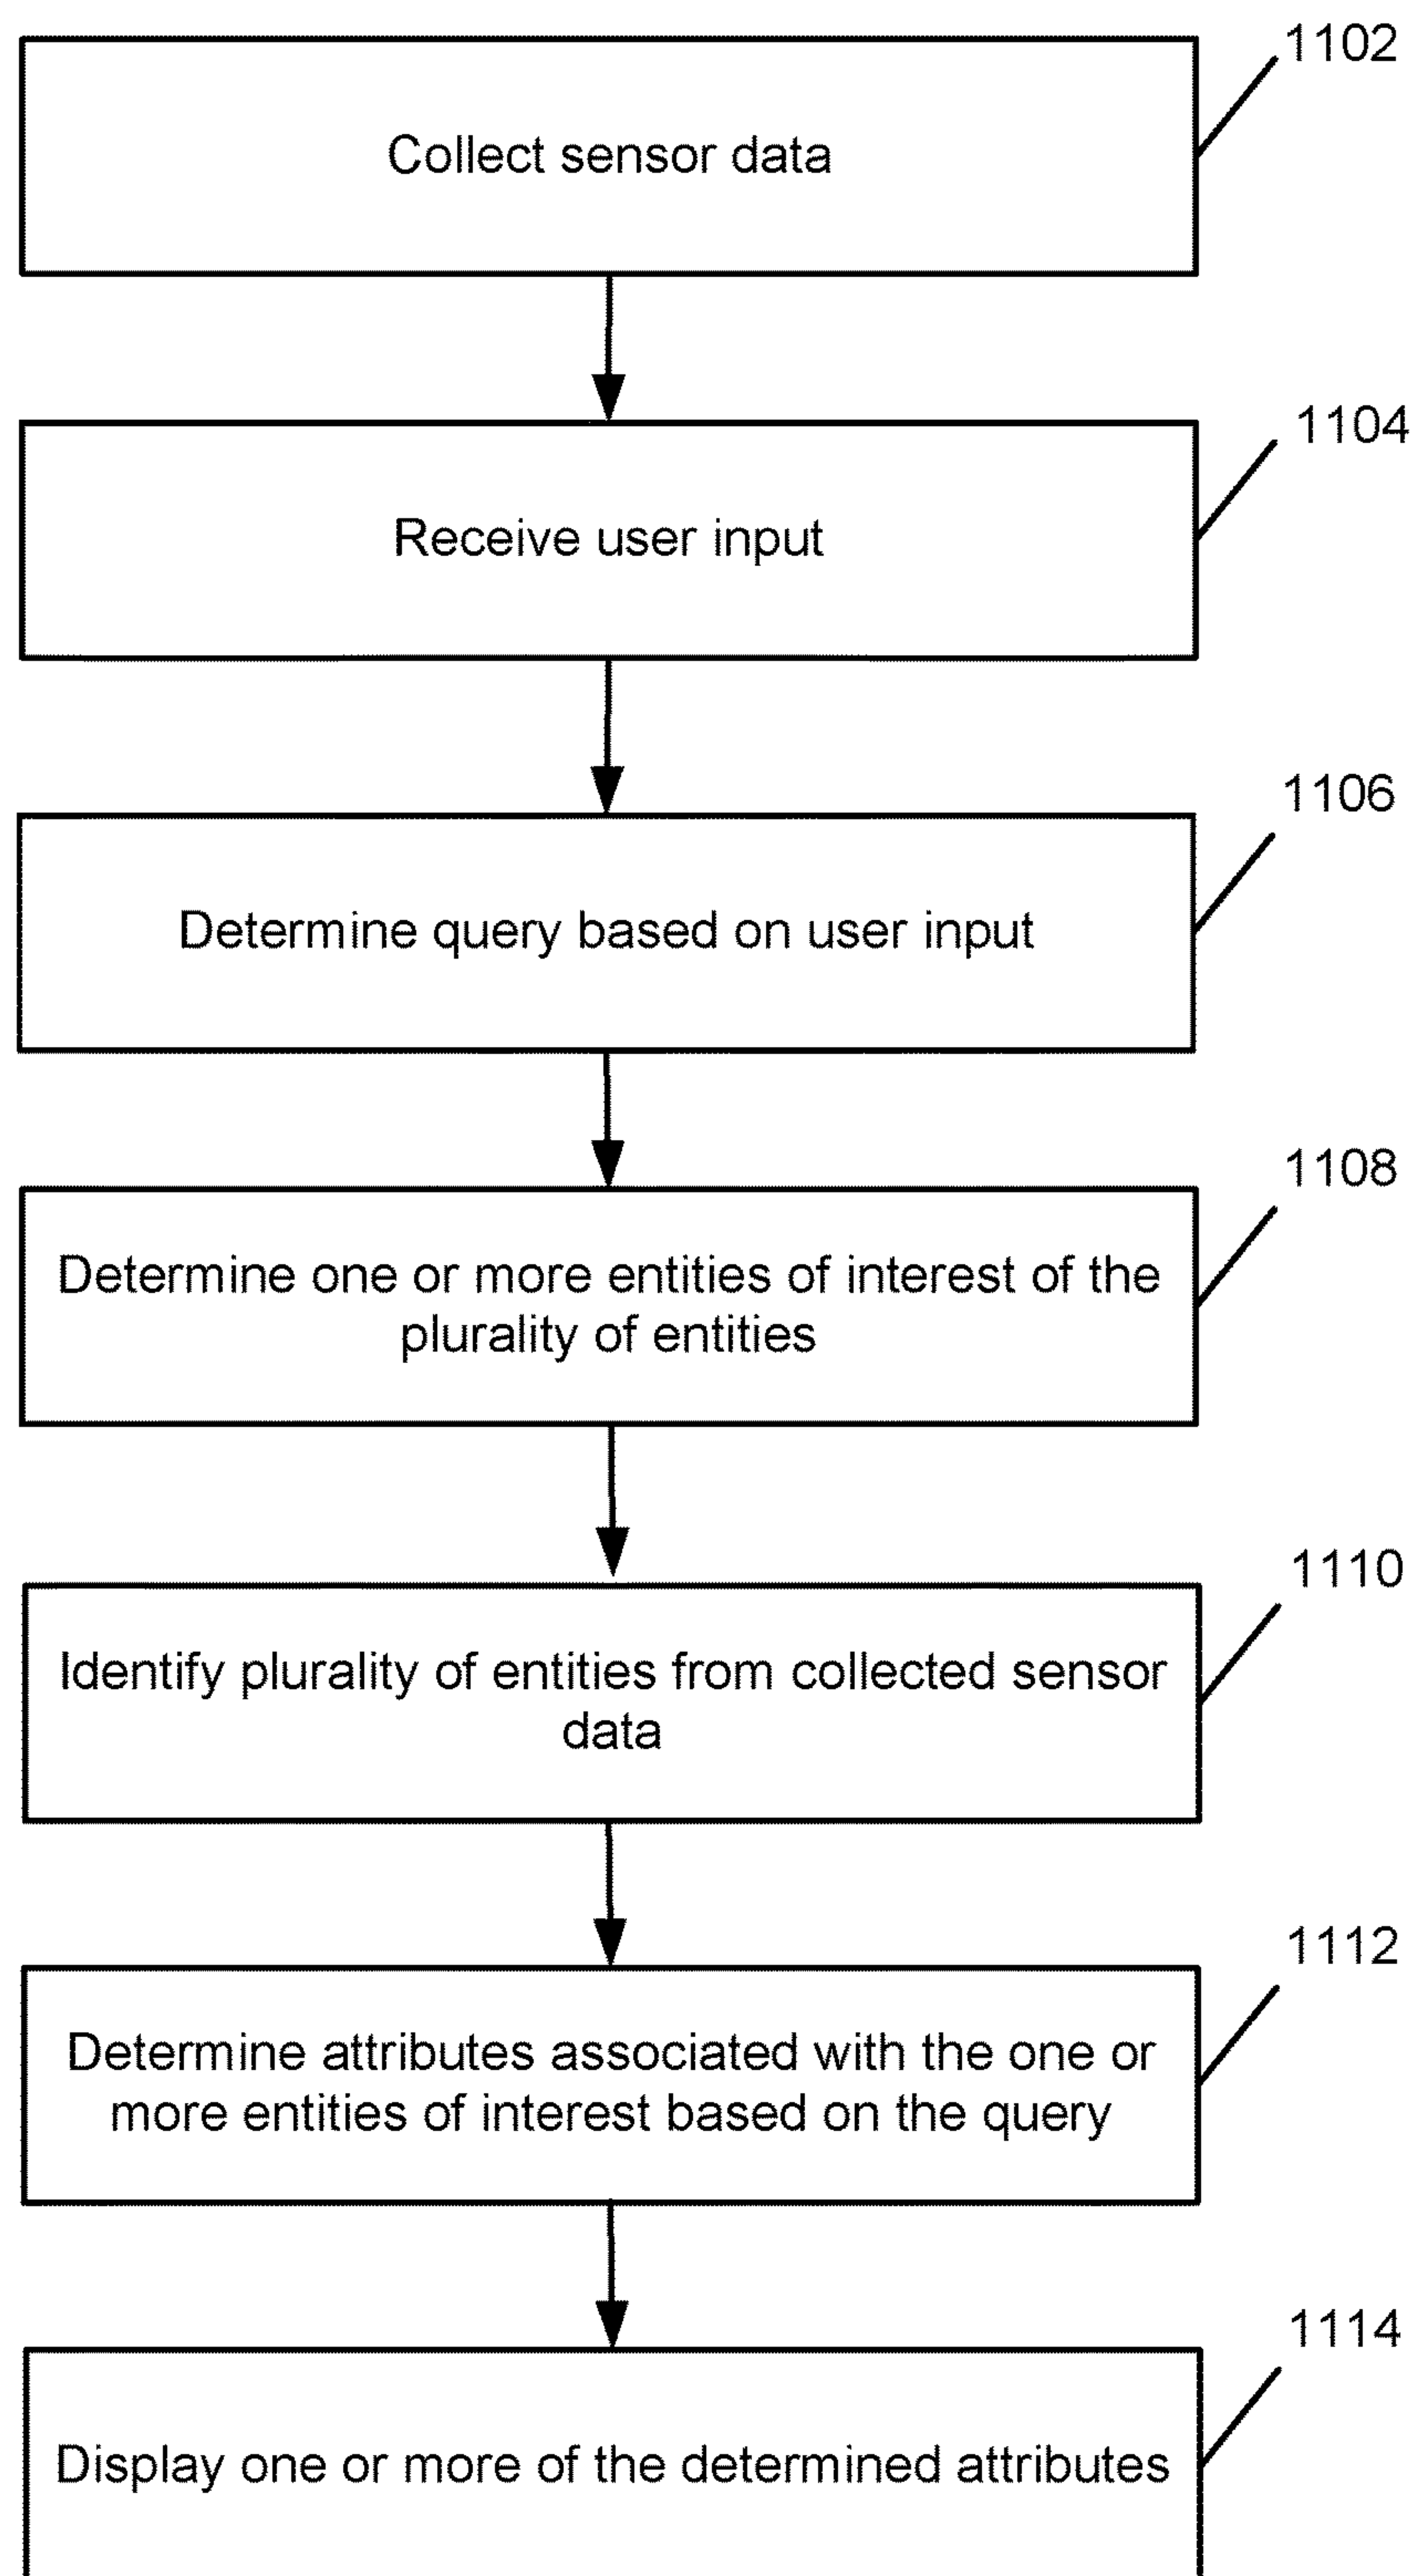 1102
Collect sensor data
1104
Receive user input
1106
Determine query based on user input
1108
Determine one or more entities of interest of the
plurality of entities
1110
Identify plurality of entities from collected sensor
data
1112
Determine attributes associated with the one or
more entities of interest based on the query
1114
Display one or more of the determined attributes